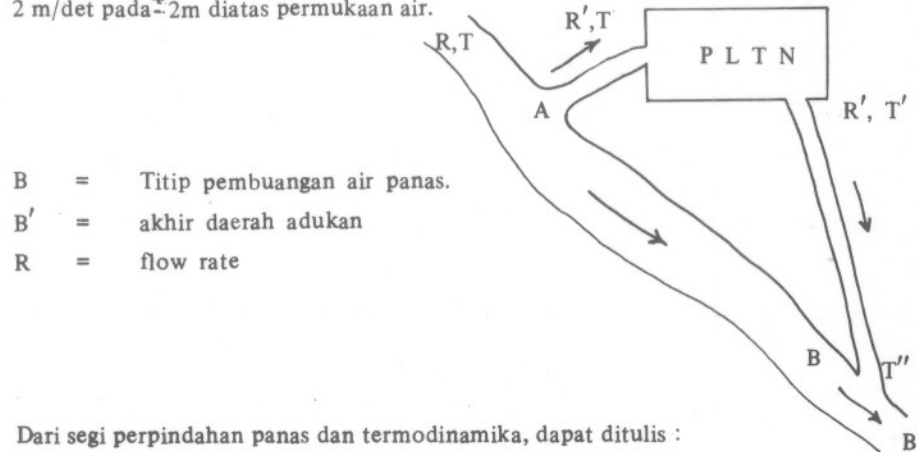 2 m/det pada ± 2m diatas permukaan air.
R,T
R′,T
P L T N
A
R′, T′
B = Titip pembuangan air panas.
B′ = akhir daerah adukan
R = flow rate
B
T″
B
Dari segi perpindahan panas dan termodinamika, dapat ditulis :